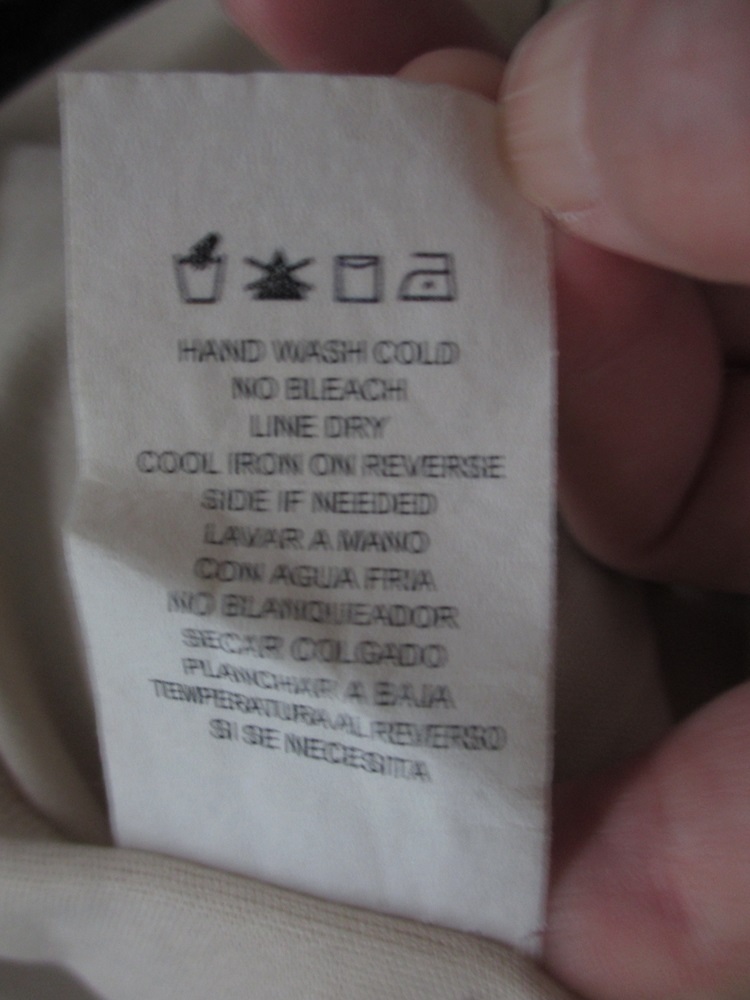 HAND WASH COLD
NO BLEACH
LINE DRY
COOL IRON ON REVERSE
SIDE IF NEEDED
LAVAR A MANO
CON AGUA FRIA
NO BLANQUEADOR
SECAR COLGADO
PLANCHAR A BAJA
TEMPERATURA AL REVERSO
SI SE NECESITA